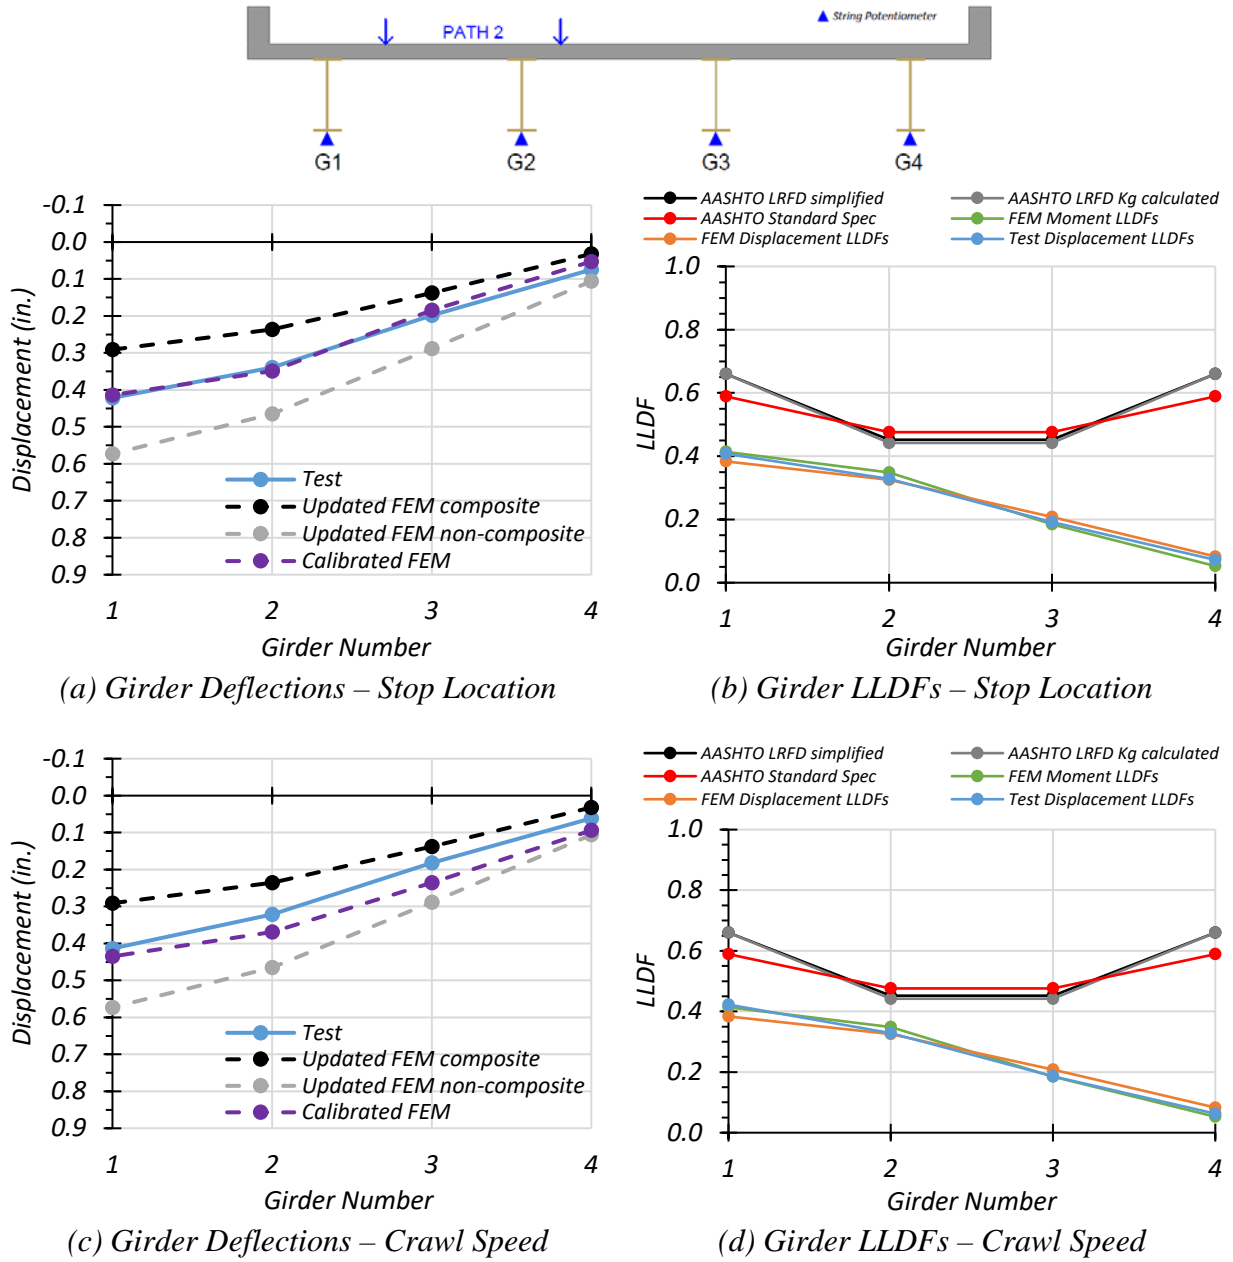 String Potentiometer
PATH 2
G1 G2 G3 G4
-0.1
0.0
0.1
0.2
0.3
0.4
0.5
0.6
0.7
0.8
0.9
Displacement (in.)
Test
Updated FEM composite
Updated FEM non-composite
Calibrated FEM
1 2 3 4
Girder Number
(a) Girder Deflections – Stop Location
AASHTO LRFD simplified AASHTO LRFD Kg calculated
AASHTO Standard Spec FEM Moment LLDFs
FEM Displacement LLDFs Test Displacement LLDFs
1.0
0.8
0.6
0.4
0.2
0.0
LLDF
1 2 3 4
Girder Number
(b) Girder LLDFs – Stop Location
-0.1
0.0
0.1
0.2
0.3
0.4
0.5
0.6
0.7
0.8
0.9
Displacement (in.)
Test
Updated FEM composite
Updated FEM non-composite
Calibrated FEM
1 2 3 4
Girder Number
(c) Girder Deflections – Crawl Speed
AASHTO LRFD simplified AASHTO LRFD Kg calculated
AASHTO Standard Spec FEM Moment LLDFs
FEM Displacement LLDFs Test Displacement LLDFs
1.0
0.8
0.6
0.4
0.2
0.0
LLDF
1 2 3 4
Girder Number
(d) Girder LLDFs – Crawl Speed